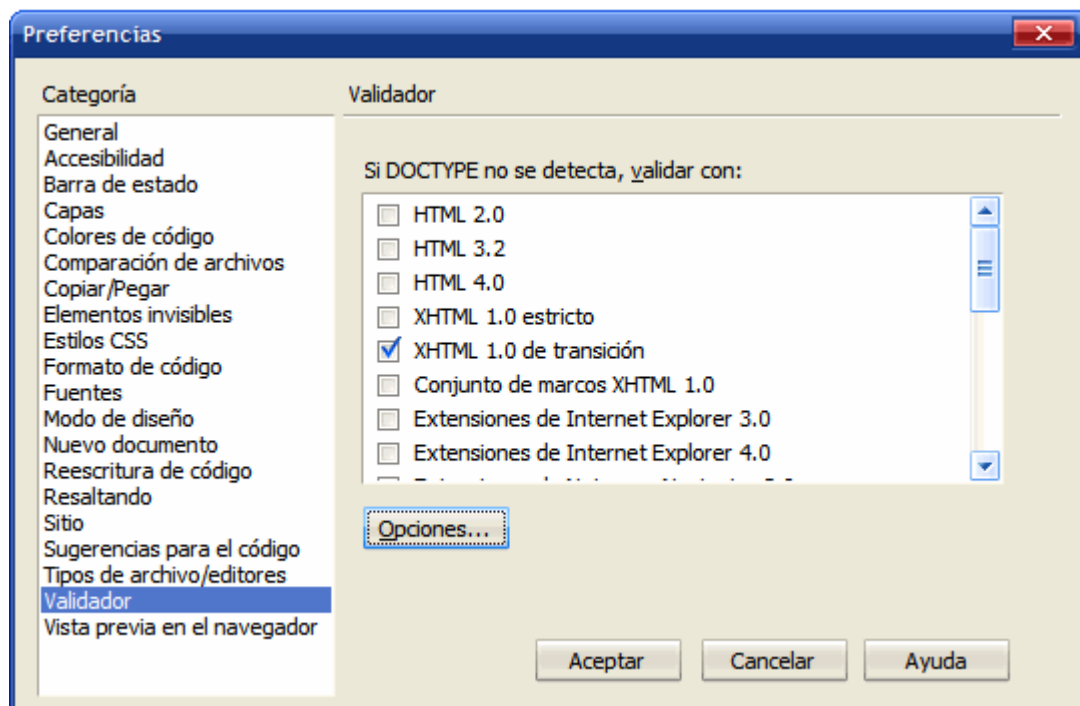 Preferencias
Categoría
Validador
General
Accesibilidad
Barra de estado
Capas
Colores de código
Comparación de archivos
Copiar/Pegar
Elementos invisibles
Estilos CSS
Formato de código
Fuentes
Modo de diseño
Nuevo documento
Reescritura de código
Resaltando
Sitio
Sugerencias para el código
Tipos de archivo/editores
Validador
Vista previa en el navegador
Si DOCTYPE no se detecta, validar con:
HTML 2.0
HTML 3.2
HTML 4.0
XHTML 1.0 estricto
XHTML 1.0 de transición
Conjunto de marcos XHTML 1.0
Extensiones de Internet Explorer 3.0
Extensiones de Internet Explorer 4.0
Opciones...
Aceptar
Cancelar
Ayuda